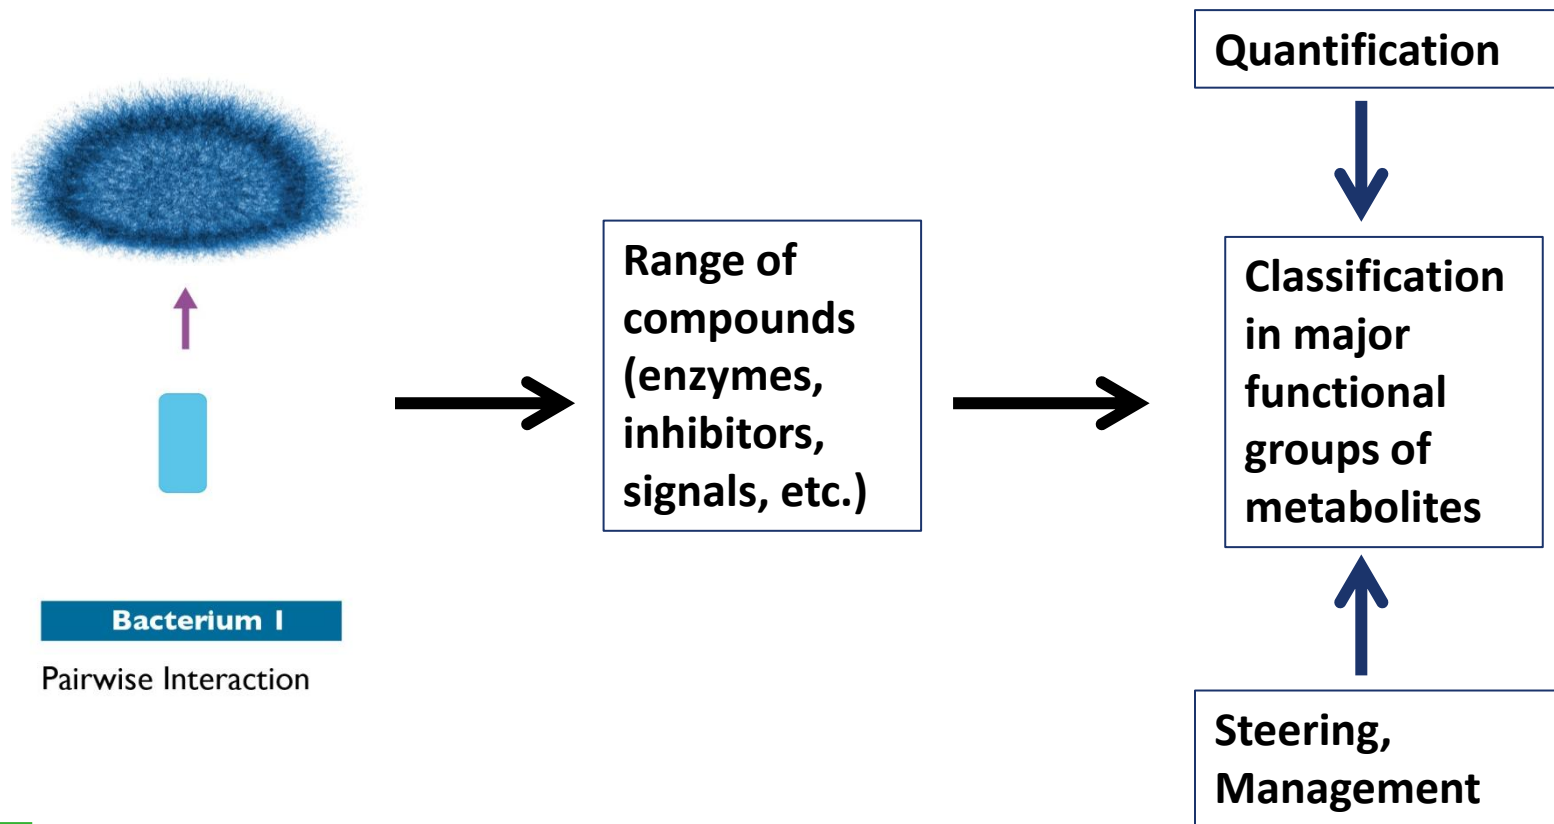 Quantification
Range of
compounds
(enzymes,
inhibitors,
signals, etc.)
Classification
in major
functional
groups of
metabolites
Bacterium I
Pairwise Interaction
Steering,
Management